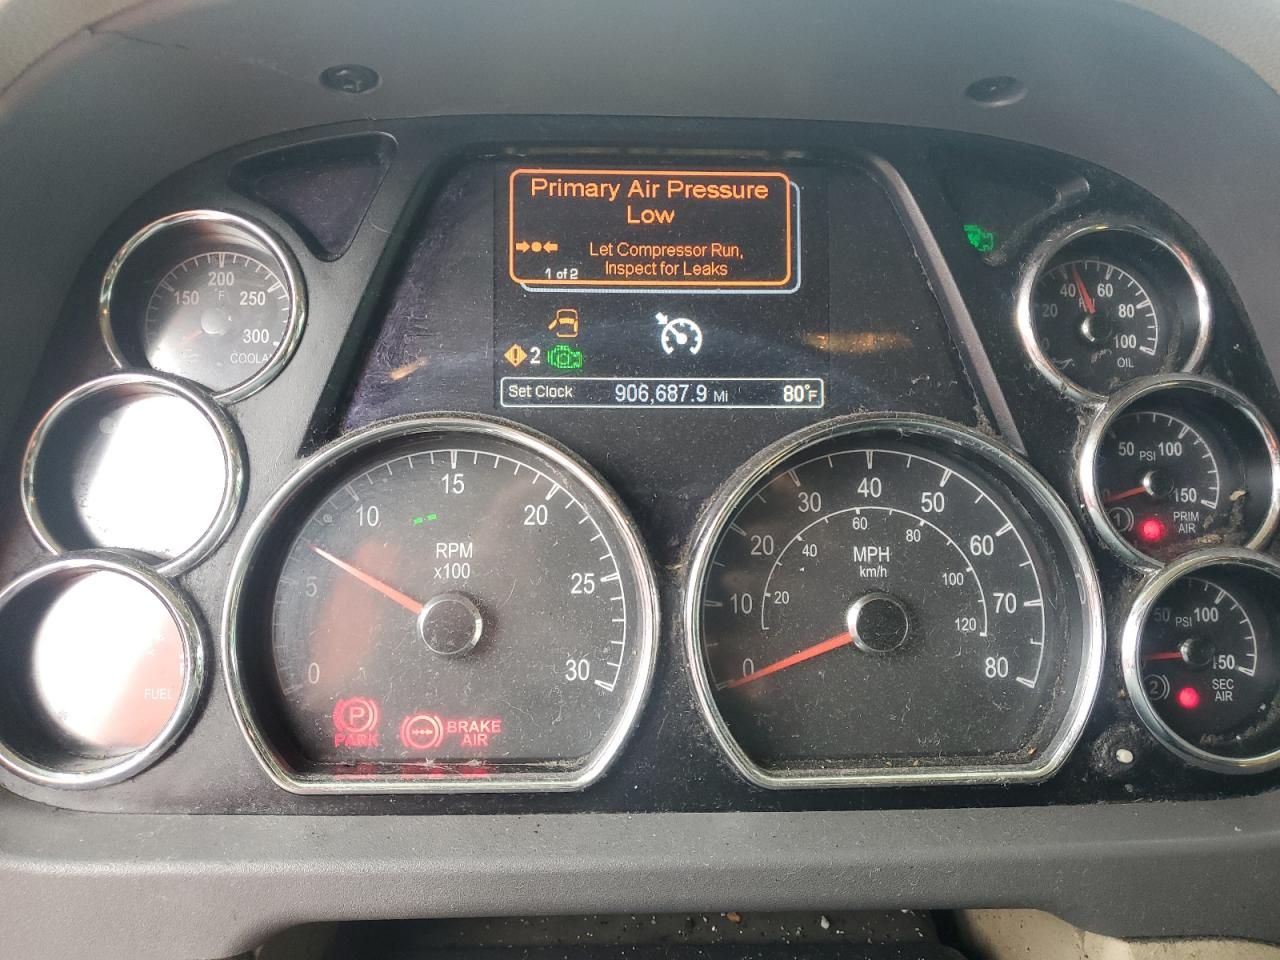 Primary Air Pressure
Low
Let Compressor Run,
Inspect for Leaks
1 of 2
2
Set Clock 906,687.9 Mi 80°F
150 200 250 300
F
COOLA
FUEL
0 5 10 15 20 25 30
RPM
x100
P
PARK
BRAKE
AIR
0 10 20 30 40 50 60 70 80
20 40 60 80 100 120
MPH
km/h
20 40 60 80 100
OIL
50 PSI 100
150
1
PRIM
AIR
50 PSI 100
150
2
SEC
AIR